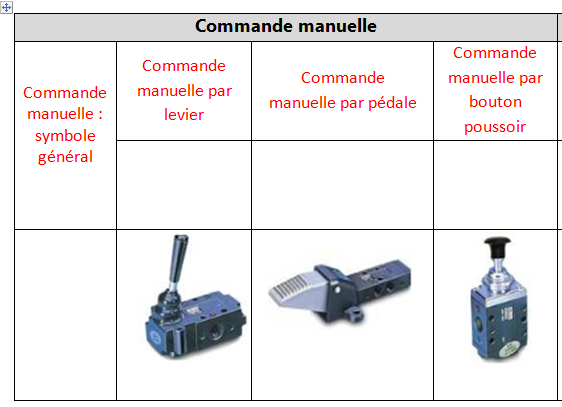 Commande manuelle
Commande
manuelle :
symbole
général
Commande
manuelle par
levier
Commande
manuelle par pédale
Commande
manuelle par
bouton
poussoir